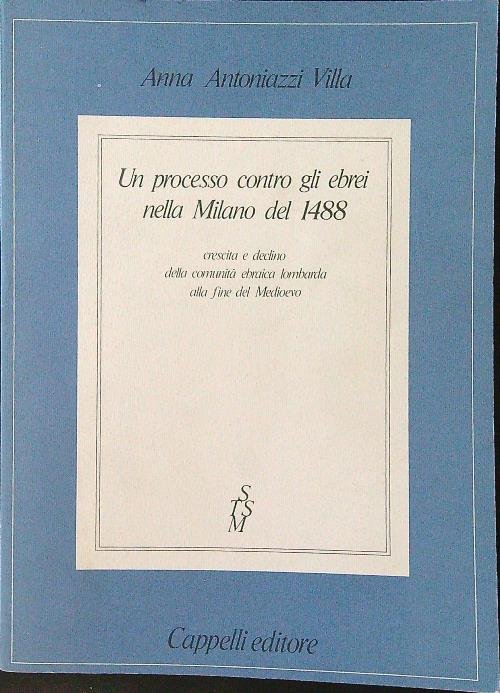 Anna Antoniazzi Villa
Un processo contro gli ebrei
nella Milano del 1488
crescita e declino
della comunità ebraica lombarda
alla fine del Medioevo
S
TS
M
Cappelli editore